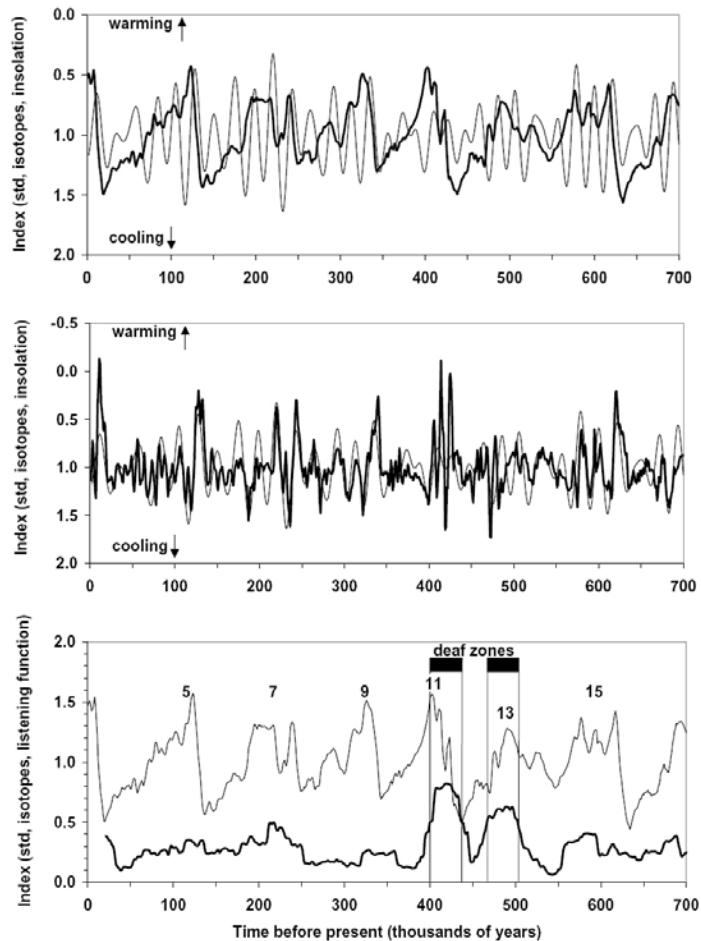 0.0
warming
0.5
1.0
1.5
cooling
2.0
Index (std, isotopes, insolation)
0 100 200 300 400 500 600 700
-0.5
warming
0.0
0.5
1.0
1.5
cooling
2.0
Index (std, isotopes, insolation)
0 100 200 300 400 500 600 700
2.0
deaf zones
1.5
5 7 9 11 13 15
1.0
0.5
0.0
Index (std, isotopes, listening function)
0 100 200 300 400 500 600 700
Time before present (thousands of years)